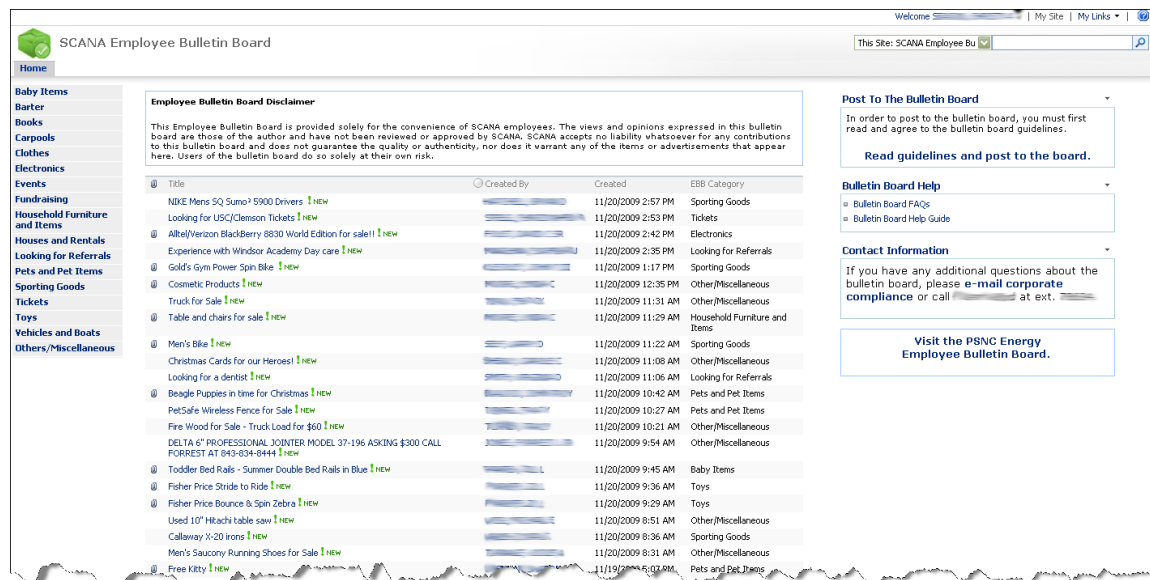 Welcome | My Site | My Links
SCANA Employee Bulletin Board
This Site: SCANA Employee Bu
Home
Baby Items
Barter
Books
Carpools
Clothes
Electronics
Events
Fundraising
Household Furniture
and Items
Houses and Rentals
Looking for Referrals
Pets and Pet Items
Sporting Goods
Tickets
Toys
Vehicles and Boats
Others/Miscellaneous
Employee Bulletin Board Disclaimer
This Employee Bulletin Board is provided solely for the convenience of SCANA employees. The views and opinions expressed in this bulletin
board are those of the author and have not been reviewed or approved by SCANA. SCANA accepts no liability whatsoever for any contributions
to this bulletin board and does not guarantee the quality or authenticity, nor does it warrant any of the items or advertisements that appear
here. Users of the bulletin board do so solely at their own risk.
Title Created By Created EBB Category
NIKE Mens SQ Sumo² 5900 Drivers ! NEW 11/20/2009 2:57 PM Sporting Goods
Looking for USC/Clemson Tickets ! NEW 11/20/2009 2:53 PM Tickets
Alltel/Verizon BlackBerry 8830 World Edition for sale!! ! NEW 11/20/2009 2:42 PM Electronics
Experience with Windsor Academy Day care ! NEW 11/20/2009 2:35 PM Looking for Referrals
Gold's Gym Power Spin Bike ! NEW 11/20/2009 1:17 PM Sporting Goods
Cosmetic Products ! NEW 11/20/2009 12:35 PM Other/Miscellaneous
Truck for Sale ! NEW 11/20/2009 11:31 AM Other/Miscellaneous
Table and chairs for sale ! NEW 11/20/2009 11:29 AM Household Furniture and
Items
Men's Bike ! NEW 11/20/2009 11:22 AM Sporting Goods
Christmas Cards for our Heroes! ! NEW 11/20/2009 11:08 AM Other/Miscellaneous
Looking for a dentist ! NEW 11/20/2009 11:06 AM Looking for Referrals
Beagle Puppies in time for Christmas ! NEW 11/20/2009 10:42 AM Pets and Pet Items
PetSafe Wireless Fence for Sale ! NEW 11/20/2009 10:27 AM Pets and Pet Items
Fire Wood for Sale - Truck Load for $60 ! NEW 11/20/2009 10:21 AM Other/Miscellaneous
DELTA 6" PROFESSIONAL JOINTER MODEL 37-196 ASKING $300 CALL 11/20/2009 9:54 AM Other/Miscellaneous
FORREST AT 843-834-8444 ! NEW
Toddler Bed Rails - Summer Double Bed Rails in Blue ! NEW 11/20/2009 9:45 AM Baby Items
Fisher Price Stride to Ride ! NEW 11/20/2009 9:36 AM Toys
Fisher Price Bounce & Spin Zebra ! NEW 11/20/2009 9:29 AM Toys
Used 10" Hitachi table saw ! NEW 11/20/2009 8:51 AM Other/Miscellaneous
Callaway X-20 irons ! NEW 11/20/2009 8:36 AM Sporting Goods
Men's Saucony Running Shoes for Sale ! NEW 11/20/2009 8:31 AM Other/Miscellaneous
Free Kitty ! NEW 11/19/2009 5:07 PM Pets and Pet Items
Post To The Bulletin Board
In order to post to the bulletin board, you must first
read and agree to the bulletin board guidelines.
Read guidelines and post to the board.
Bulletin Board Help
Bulletin Board FAQs
Bulletin Board Help Guide
Contact Information
If you have any additional questions about the
bulletin board, please e-mail corporate
compliance or call at ext.
Visit the PSNC Energy
Employee Bulletin Board.